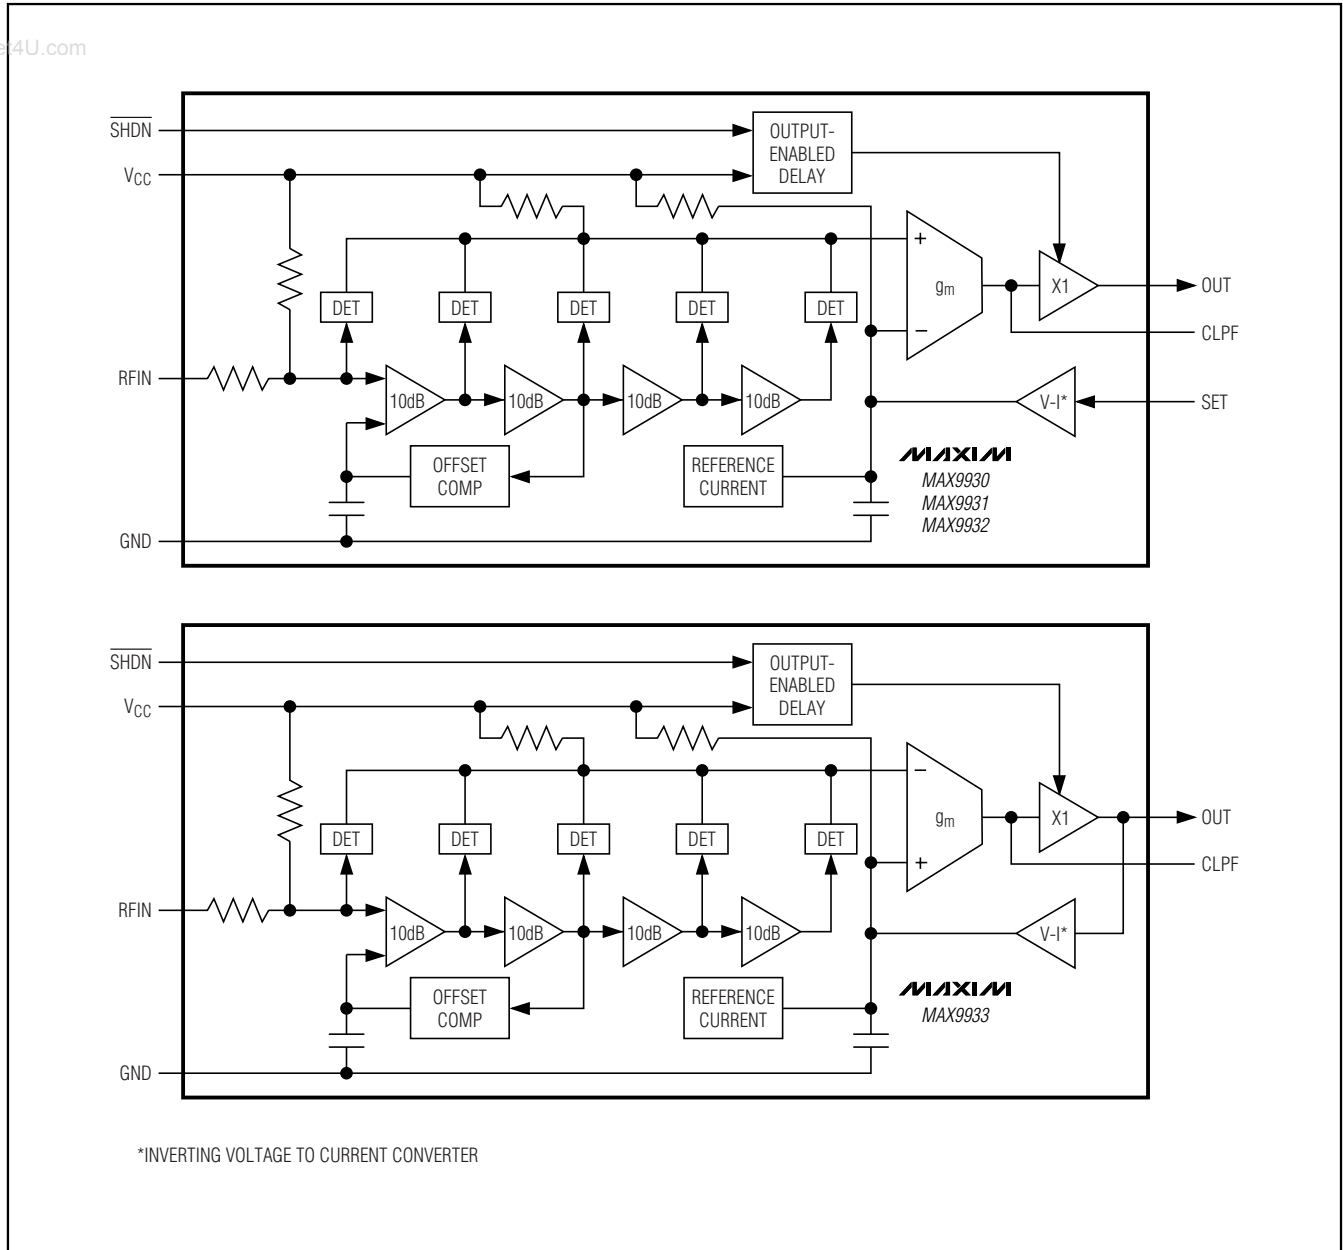 et4U.com
SHDN
OUTPUT-
ENABLED
DELAY
VCC
+
DET
DET
DET
DET
DET
gm
X1
OUT
−
CLPF
RFIN
10dB
10dB
10dB
10dB
V-I*
SET
OFFSET
COMP
REFERENCE
CURRENT
MAXIM
MAX9930
MAX9931
MAX9932
GND
SHDN
OUTPUT-
ENABLED
DELAY
VCC
−
DET
DET
DET
DET
DET
gm
X1
OUT
+
CLPF
RFIN
10dB
10dB
10dB
10dB
V-I*
OFFSET
COMP
REFERENCE
CURRENT
MAXIM
MAX9933
GND
*INVERTING VOLTAGE TO CURRENT CONVERTER